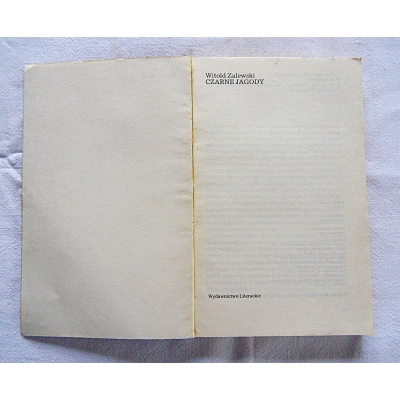 Witold Zalewski
CZARNE JAGODY
Wydawnictwo Literackie